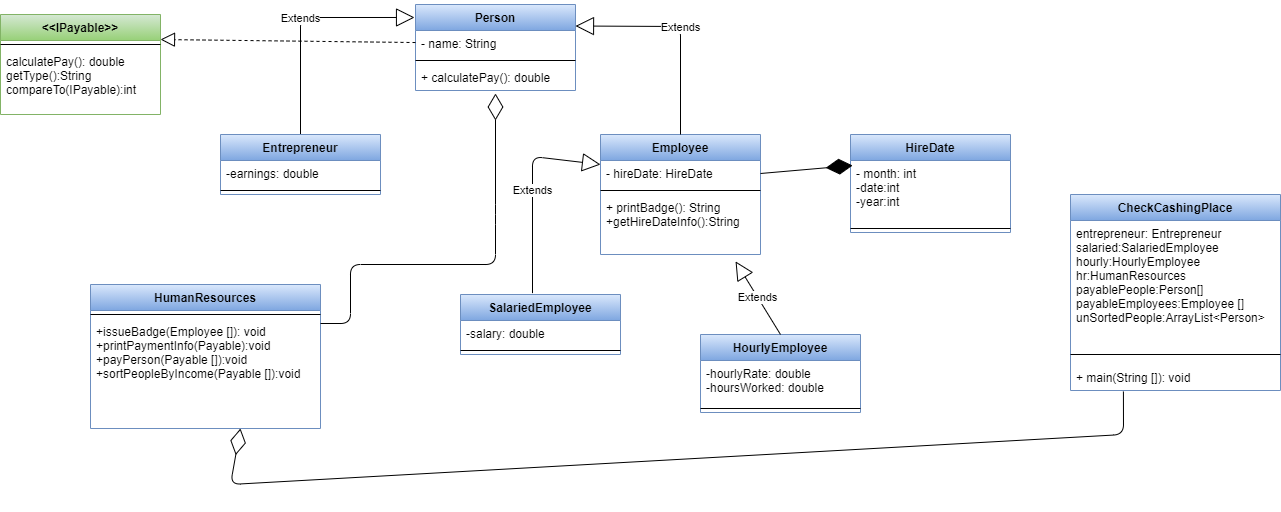 <<IPayable>>
calculatePay(): double
getType():String
compareTo(IPayable):int
Extends
Person
- name: String
+ calculatePay(): double
Extends
Entrepreneur
-earnings: double
Employee
- hireDate: HireDate
+ printBadge(): String
+getHireDateInfo():String
HireDate
- month: int
-date:int
-year:int
Extends
CheckCashingPlace
entrepreneur: Entrepreneur
salaried:SalariedEmployee
hourly:HourlyEmployee
hr:HumanResources
payablePeople:Person[]
payableEmployees:Employee []
unSortedPeople:ArrayList<Person>
+ main(String []): void
HumanResources
+issueBadge(Employee []): void
+printPaymentInfo(Payable):void
+payPerson(Payable []):void
+sortPeopleByIncome(Payable []):void
SalariedEmployee
-salary: double
Extends
HourlyEmployee
-hourlyRate: double
-hoursWorked: double